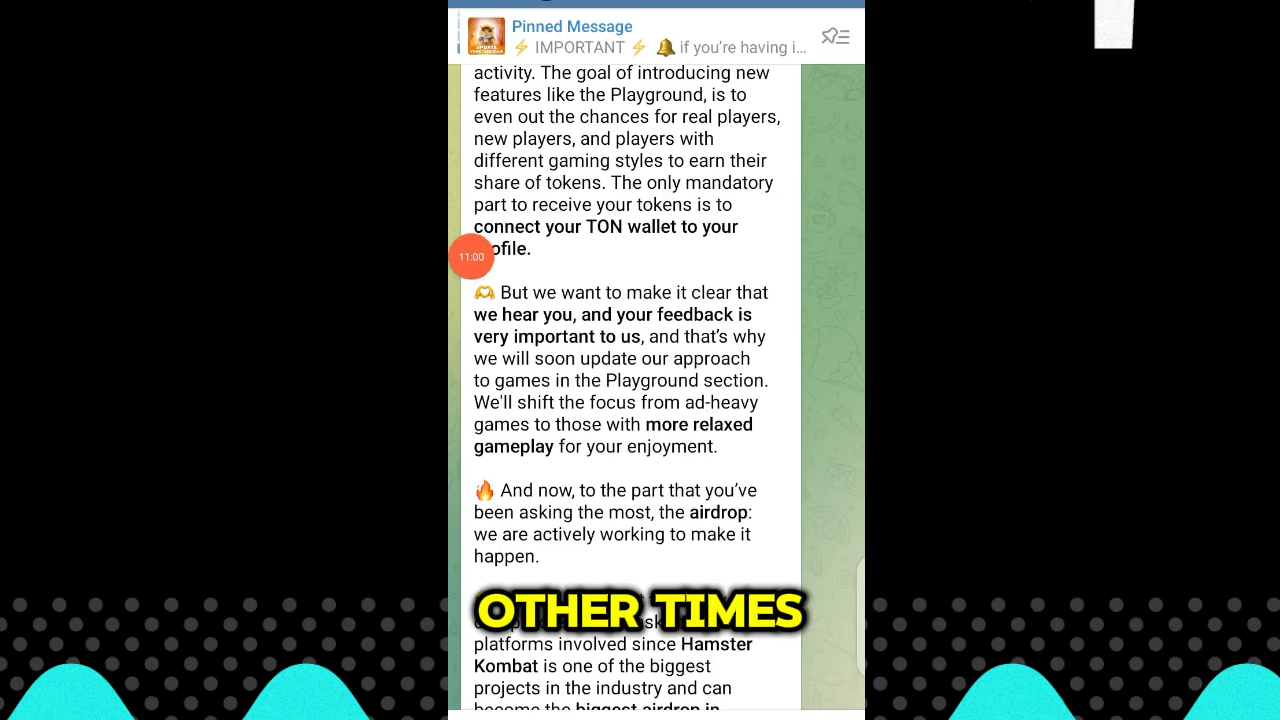 Pinned Message
⚡ IMPORTANT ⚡ 🔔 if you're having i...
activity. The goal of introducing new
features like the Playground, is to
even out the chances for real players,
new players, and players with
different gaming styles to earn their
share of tokens. The only mandatory
part to receive your tokens is to
connect your TON wallet to your
ofile.
11:00
🫶 But we want to make it clear that
we hear you, and your feedback is
very important to us, and that's why
we will soon update our approach
to games in the Playground section.
We'll shift the focus from ad-heavy
games to those with more relaxed
gameplay for your enjoyment.
🔥 And now, to the part that you've
been asking the most, the airdrop:
we are actively working to make it
happen.
OTHER TIMES
platforms involved since Hamster
Kombat is one of the biggest
projects in the industry and can
become the biggest airdrop in